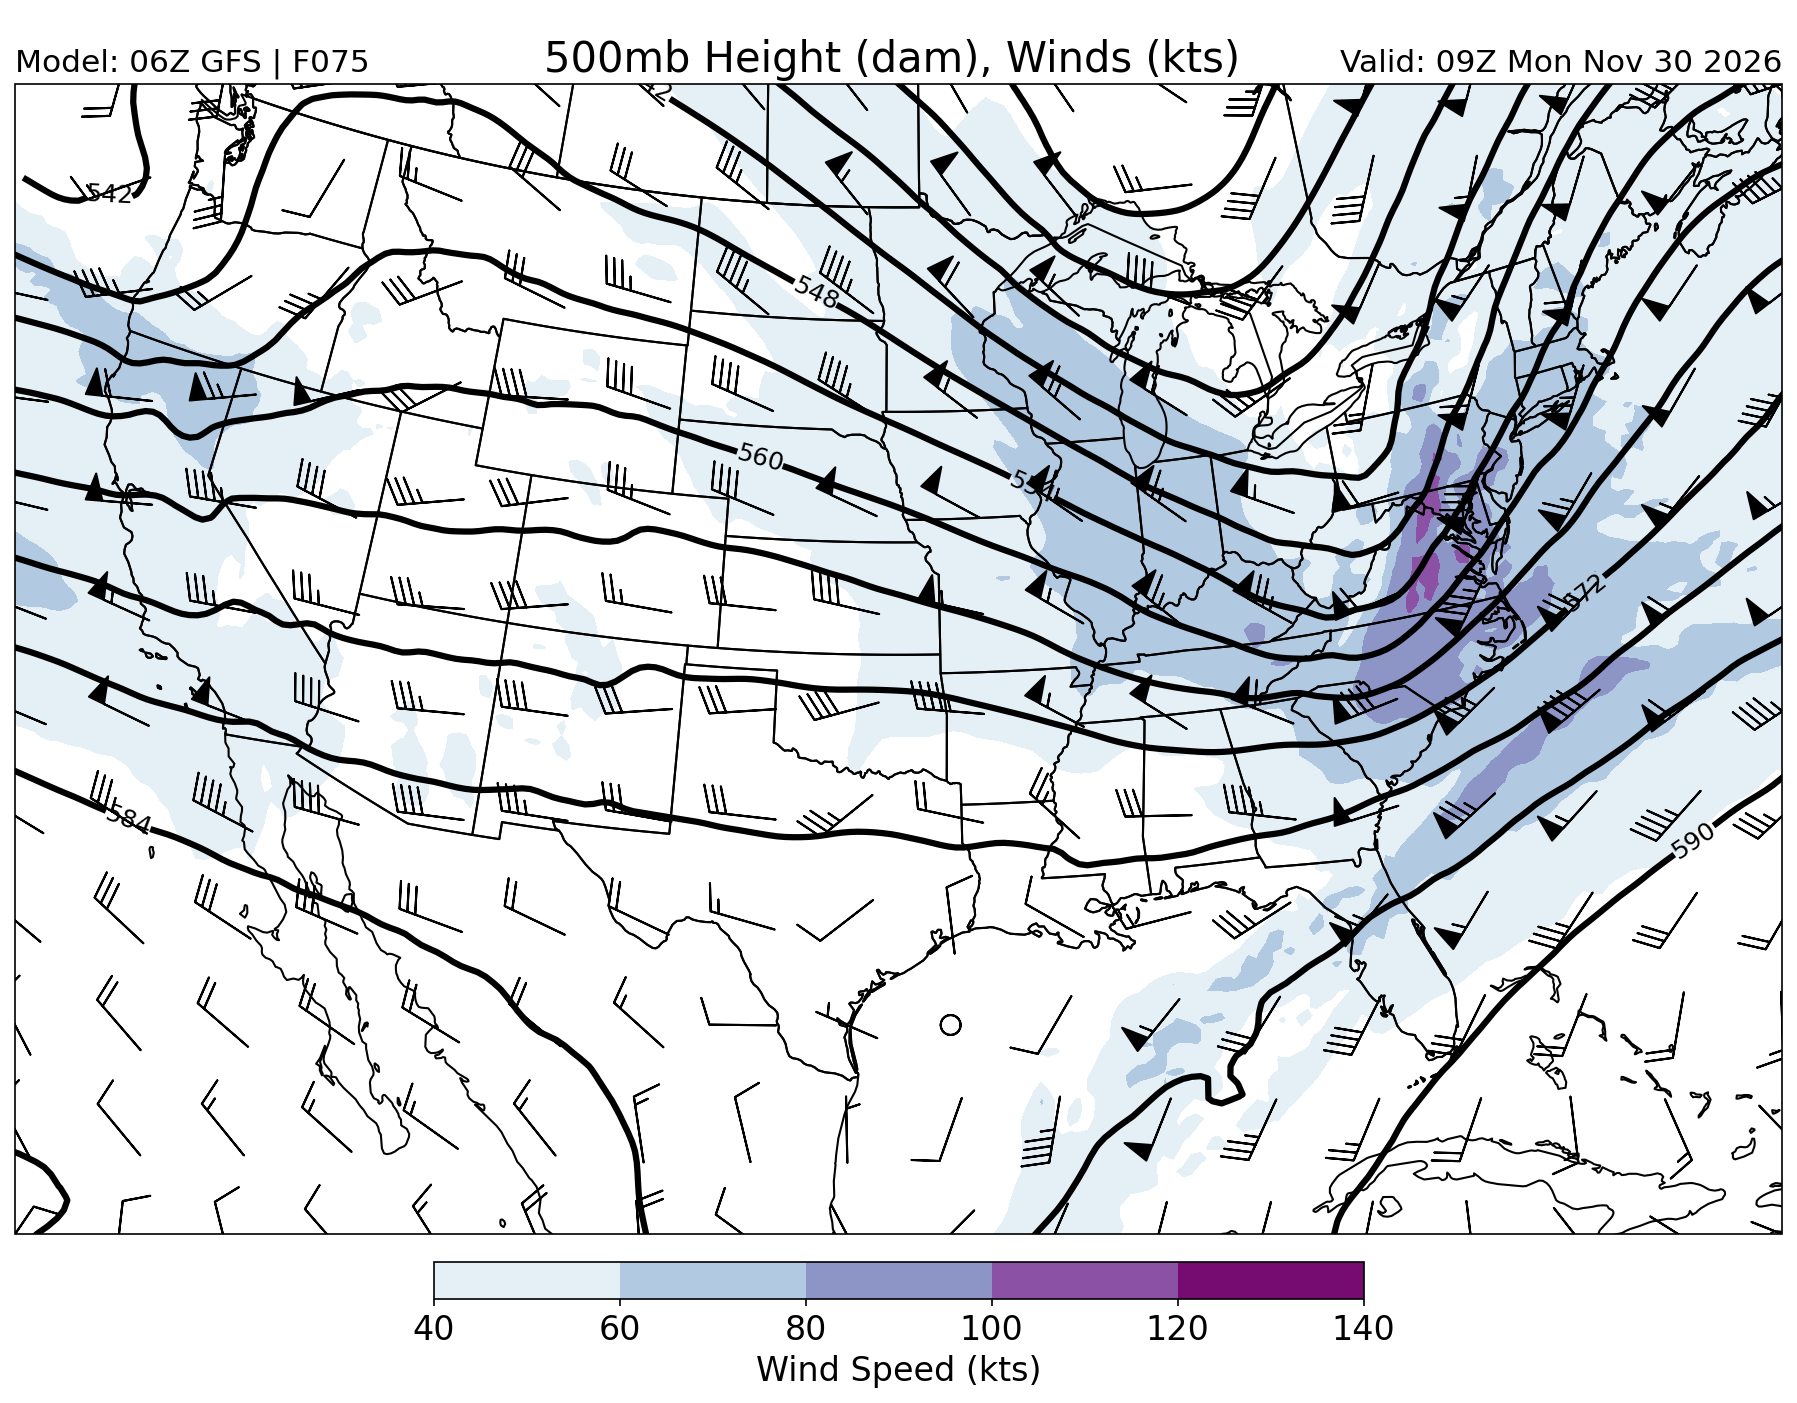 Model: 06Z GFS | F075
500mb Height (dam), Winds (kts)
Valid: 09Z Mon Nov 30 2026
542
548
560
572
584
590
40 60 80 100 120 140
Wind Speed (kts)